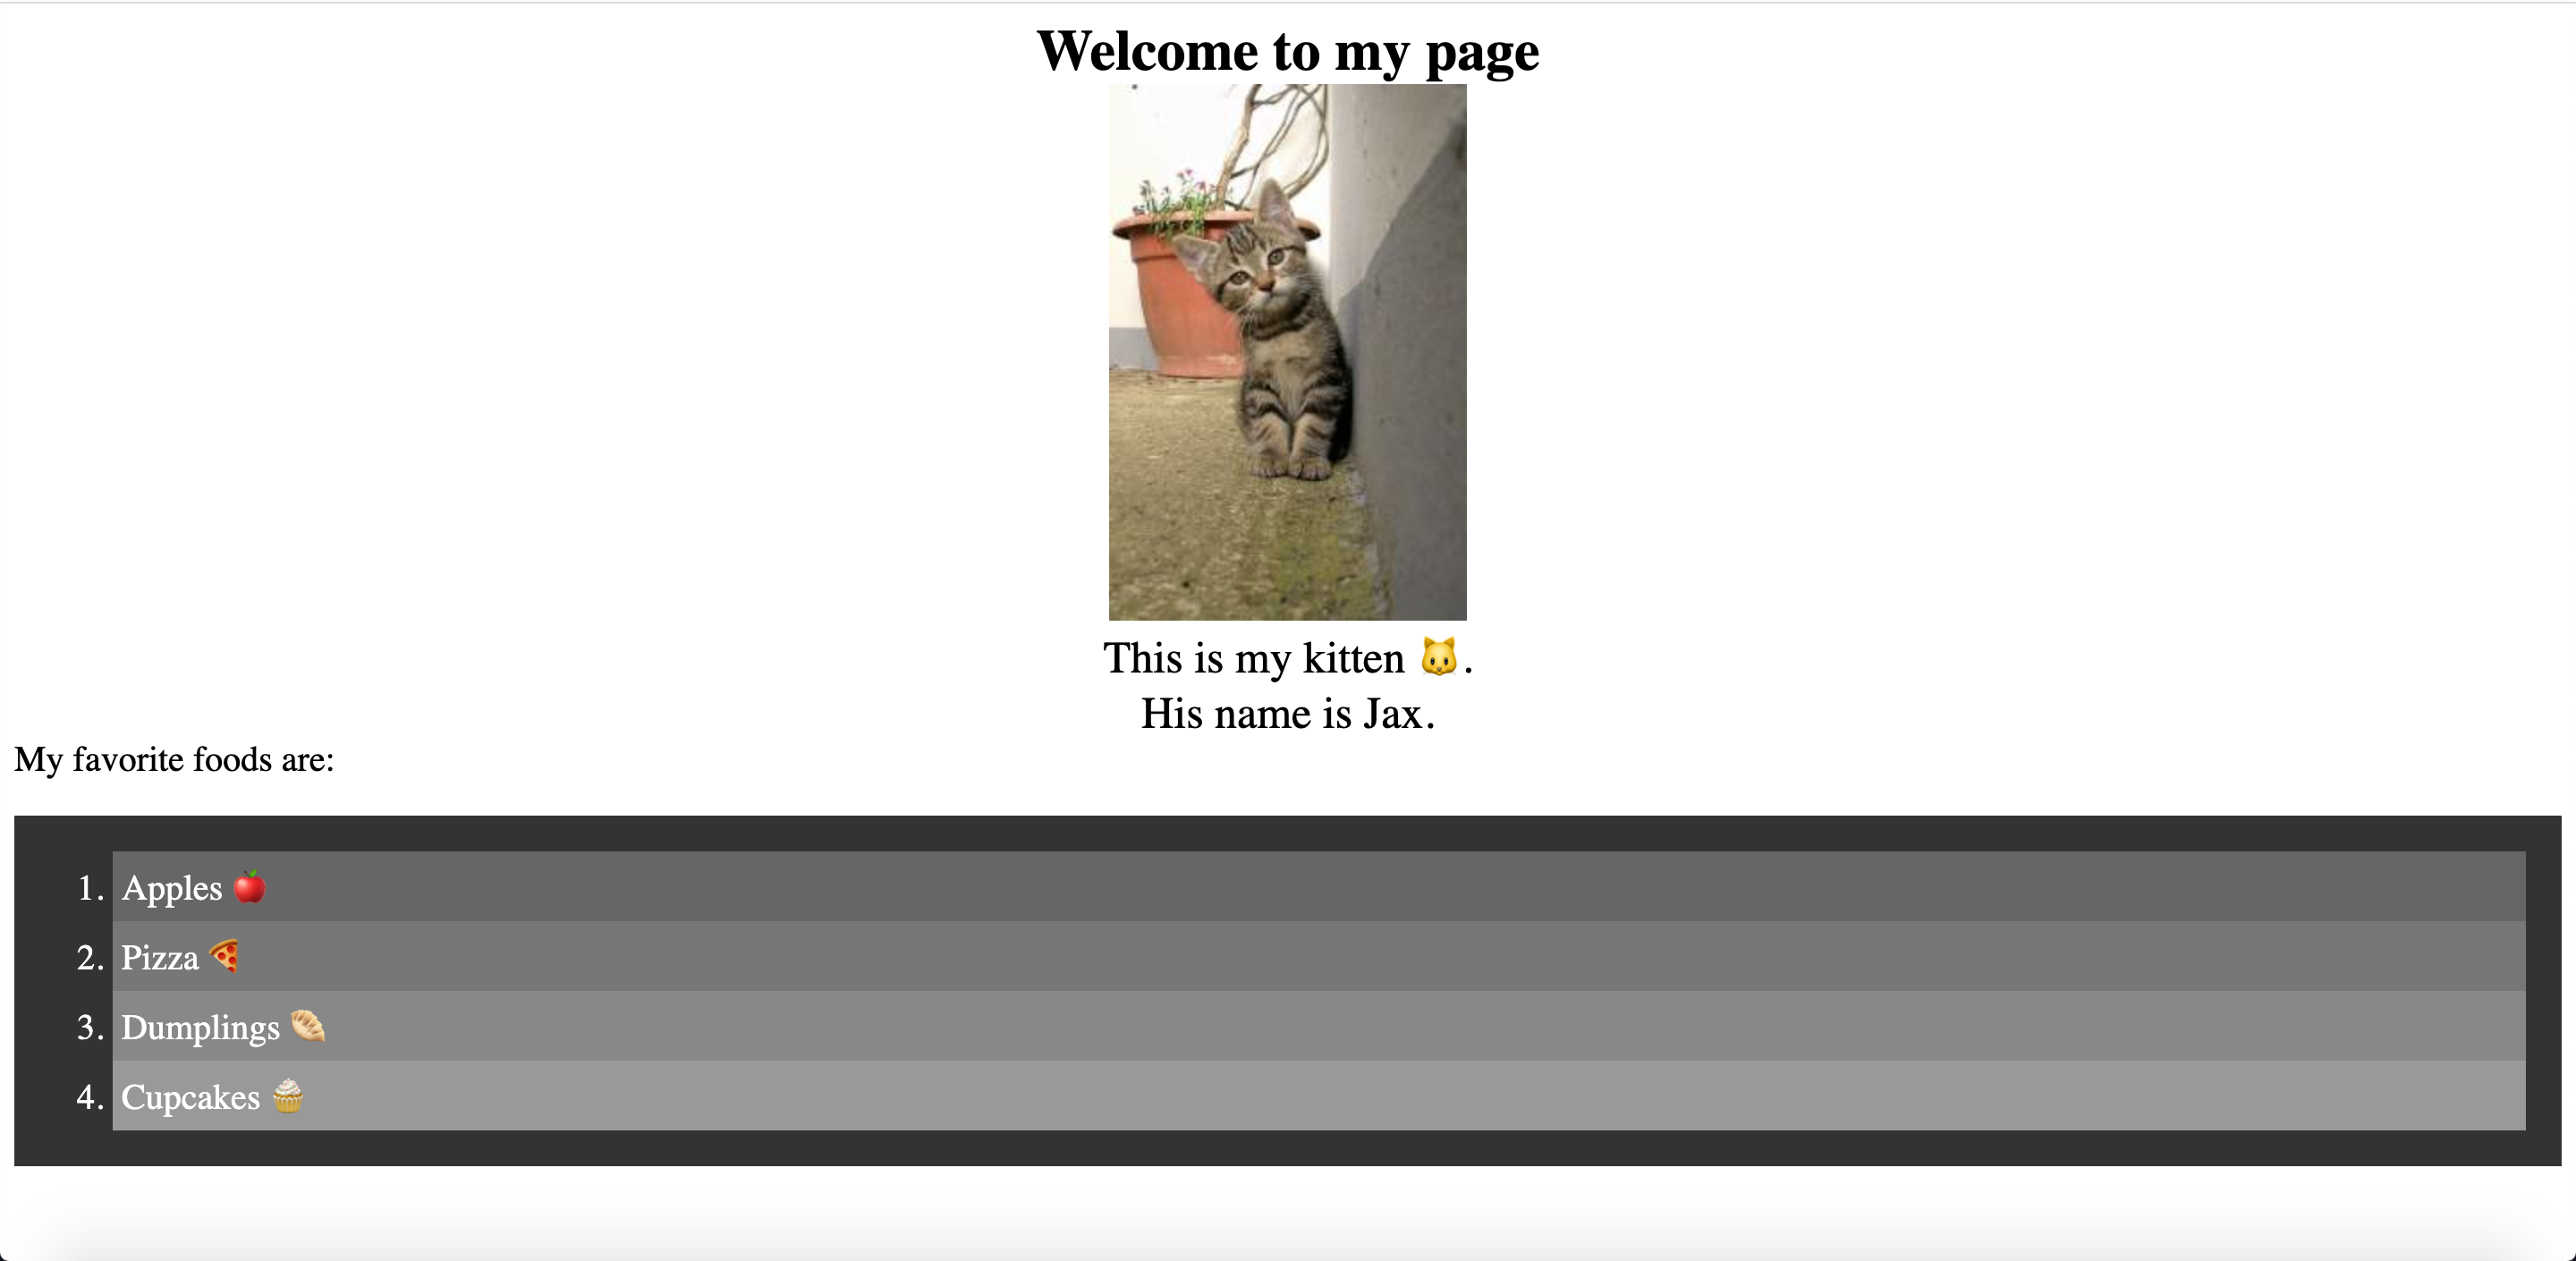 Welcome to my page
This is my kitten 🐱.
His name is Jax.
My favorite foods are:
1. Apples 🍎
2. Pizza 🍕
3. Dumplings 🥟
4. Cupcakes 🧁